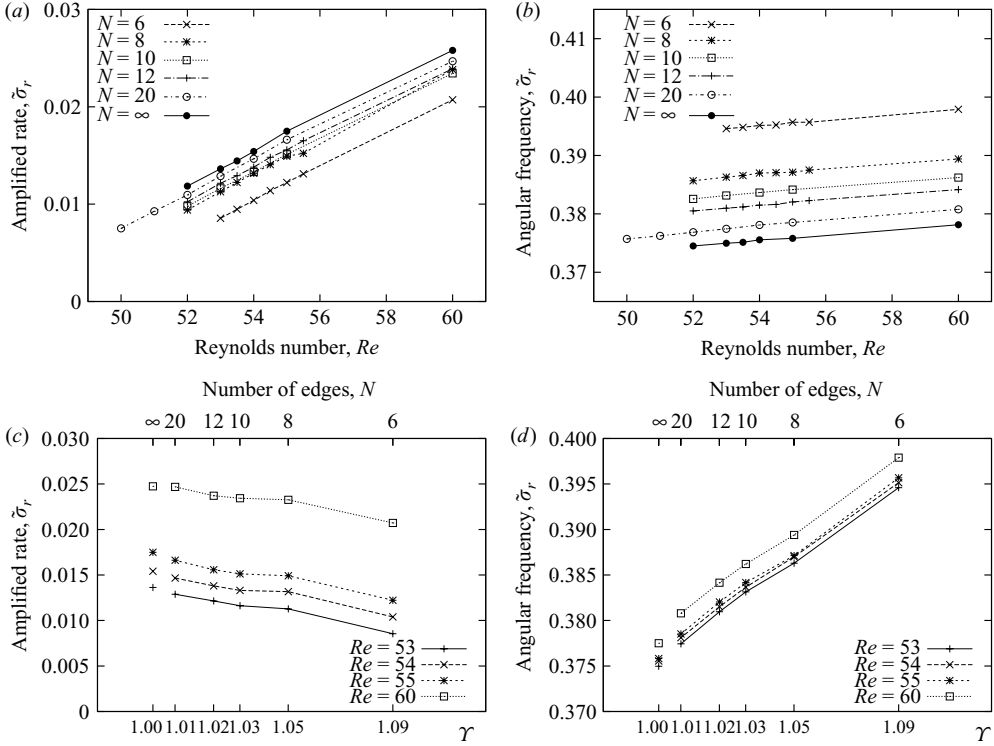 (a)
0.03
0.02
0.01
0
Amplified rate, σ̃r
N = 6
N = 8
N = 10
N = 12
N = 20
N = ∞
50 52 54 56 58 60
Reynolds number, Re
(b)
0.41
0.40
0.39
0.38
0.37
Angular frequency, σ̃r
N = 6
N = 8
N = 10
N = 12
N = 20
N = ∞
50 52 54 56 58 60
Reynolds number, Re
(c)
Number of edges, N
∞ 20 12 10 8 6
0.030
0.025
0.020
0.015
0.010
0.005
0
Amplified rate, σ̃r
Re = 53
Re = 54
Re = 55
Re = 60
1.00 1.01 1.02 1.03 1.05 1.09 ϒ
(d)
Number of edges, N
∞ 20 12 10 8 6
0.400
0.395
0.390
0.385
0.380
0.375
0.370
Angular frequency, σ̃r
Re = 53
Re = 54
Re = 55
Re = 60
1.00 1.01 1.02 1.03 1.05 1.09 ϒ